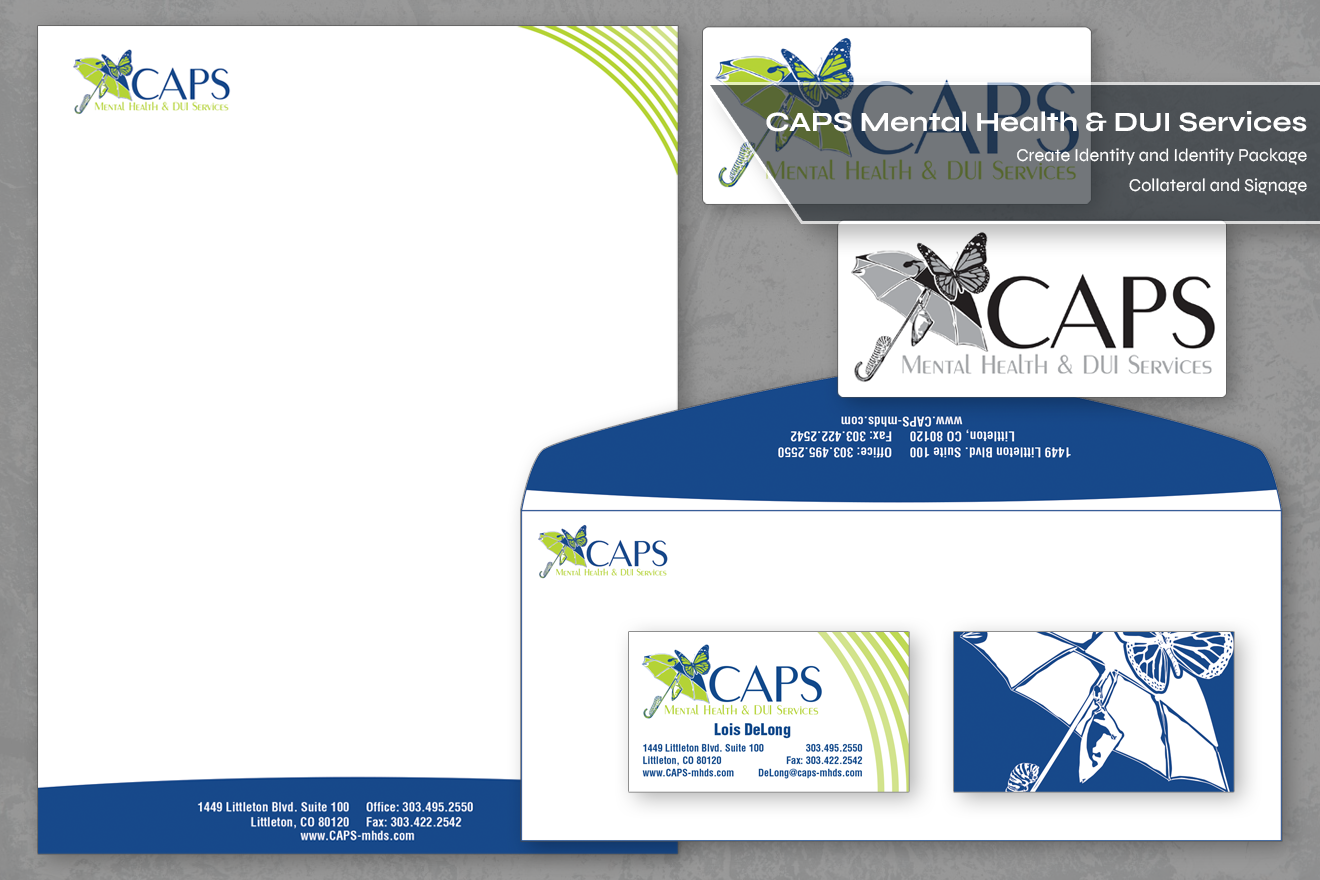 CAPS
Mental Health & DUI Services
CAPS
Mental Health & DUI Services
CAPS Mental Health & DUI Services
Create Identity and Identity Package
Collateral and Signage
CAPS
Mental Health & DUI Services
www.CAPS-mhds.com
Littleton, CO 80120 Fax: 303.422.2542
1449 Littleton Blvd. Suite 100 Office: 303.495.2550
CAPS
Mental Health & DUI Services
CAPS
Mental Health & DUI Services
Lois DeLong
1449 Littleton Blvd. Suite 100 303.495.2550
Littleton, CO 80120 Fax: 303.422.2542
www.CAPS-mhds.com DeLong@caps-mhds.com
1449 Littleton Blvd. Suite 100 Office: 303.495.2550
Littleton, CO 80120 Fax: 303.422.2542
www.CAPS-mhds.com